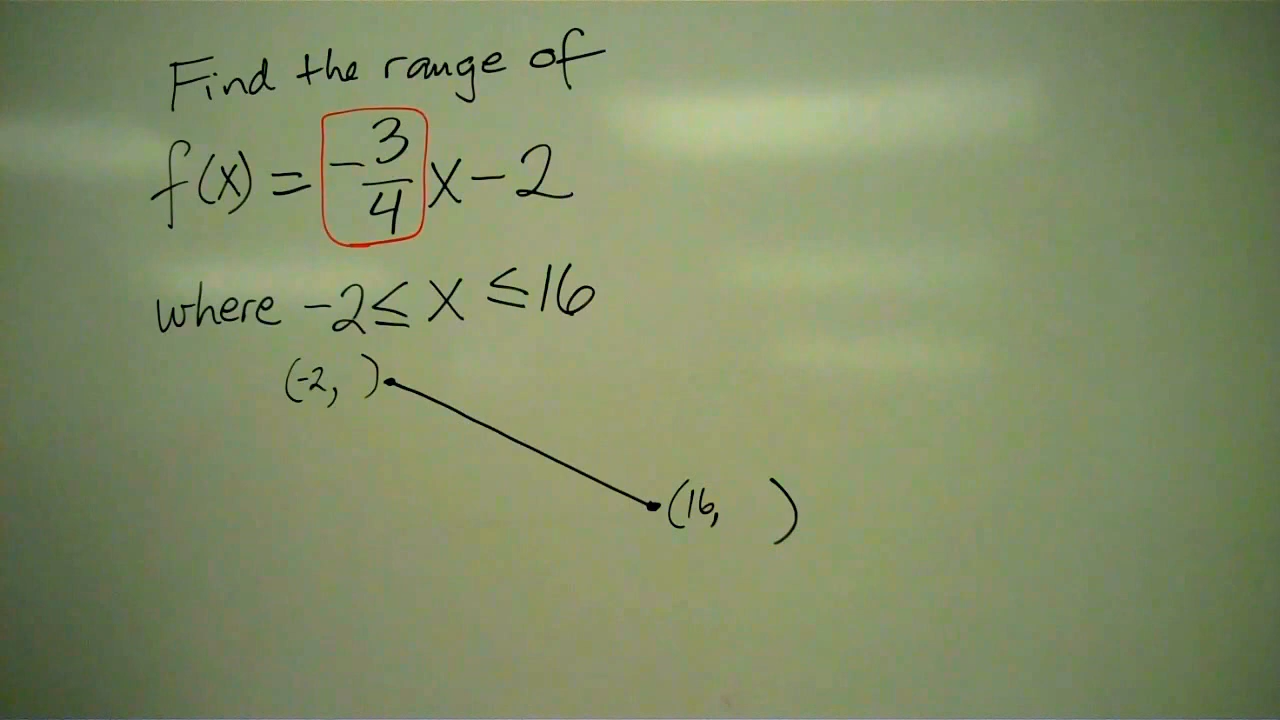 Find the range of
f(x) = -3/4 x - 2
where -2 ≤ x ≤ 16
(-2, )
(16, )